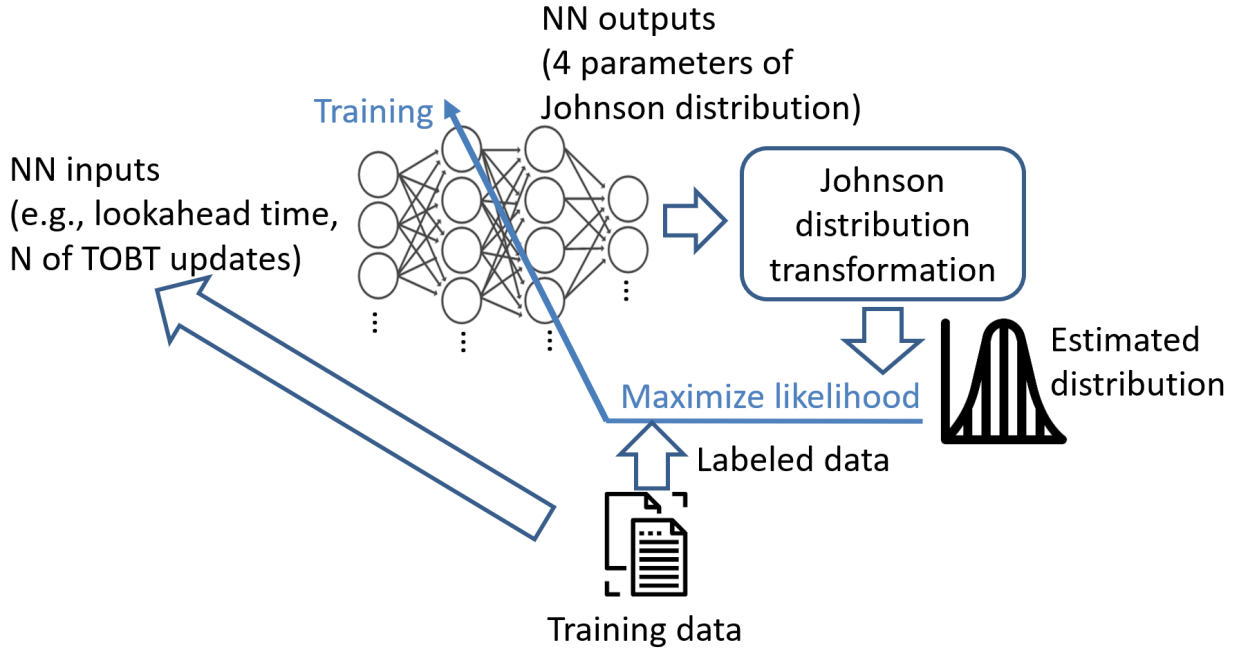 NN outputs
(4 parameters of
Johnson distribution)
Training
NN inputs
(e.g., lookahead time,
N of TOBT updates)
Johnson
distribution
transformation
Estimated
distribution
Maximize likelihood
Labeled data
Training data